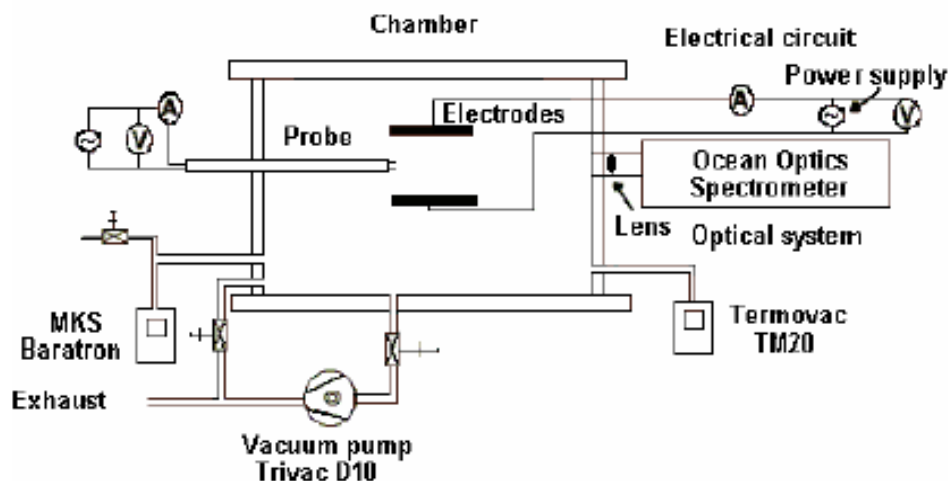 Chamber
Electrical circuit
Power supply
A
A
Electrodes
V
V
Probe
Ocean Optics
Spectrometer
Lens
Optical system
MKS
Baratron
Termovac
TM20
Exhaust
Vacuum pump
Trivac D10